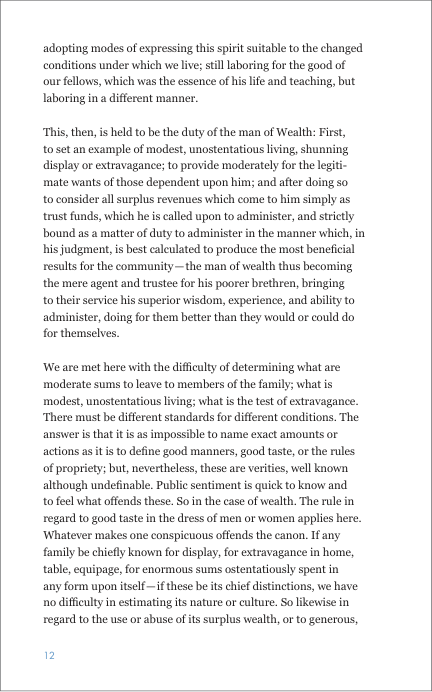 adopting modes of expressing this spirit suitable to the changed
conditions under which we live; still laboring for the good of
our fellows, which was the essence of his life and teaching, but
laboring in a different manner.
This, then, is held to be the duty of the man of Wealth: First,
to set an example of modest, unostentatious living, shunning
display or extravagance; to provide moderately for the legiti-
mate wants of those dependent upon him; and after doing so
to consider all surplus revenues which come to him simply as
trust funds, which he is called upon to administer, and strictly
bound as a matter of duty to administer in the manner which, in
his judgment, is best calculated to produce the most beneficial
results for the community—the man of wealth thus becoming
the mere agent and trustee for his poorer brethren, bringing
to their service his superior wisdom, experience, and ability to
administer, doing for them better than they would or could do
for themselves.
We are met here with the difficulty of determining what are
moderate sums to leave to members of the family; what is
modest, unostentatious living; what is the test of extravagance.
There must be different standards for different conditions. The
answer is that it is as impossible to name exact amounts or
actions as it is to define good manners, good taste, or the rules
of propriety; but, nevertheless, these are verities, well known
although undefinable. Public sentiment is quick to know and
to feel what offends these. So in the case of wealth. The rule in
regard to good taste in the dress of men or women applies here.
Whatever makes one conspicuous offends the canon. If any
family be chiefly known for display, for extravagance in home,
table, equipage, for enormous sums ostentatiously spent in
any form upon itself—if these be its chief distinctions, we have
no difficulty in estimating its nature or culture. So likewise in
regard to the use or abuse of its surplus wealth, or to generous,
12